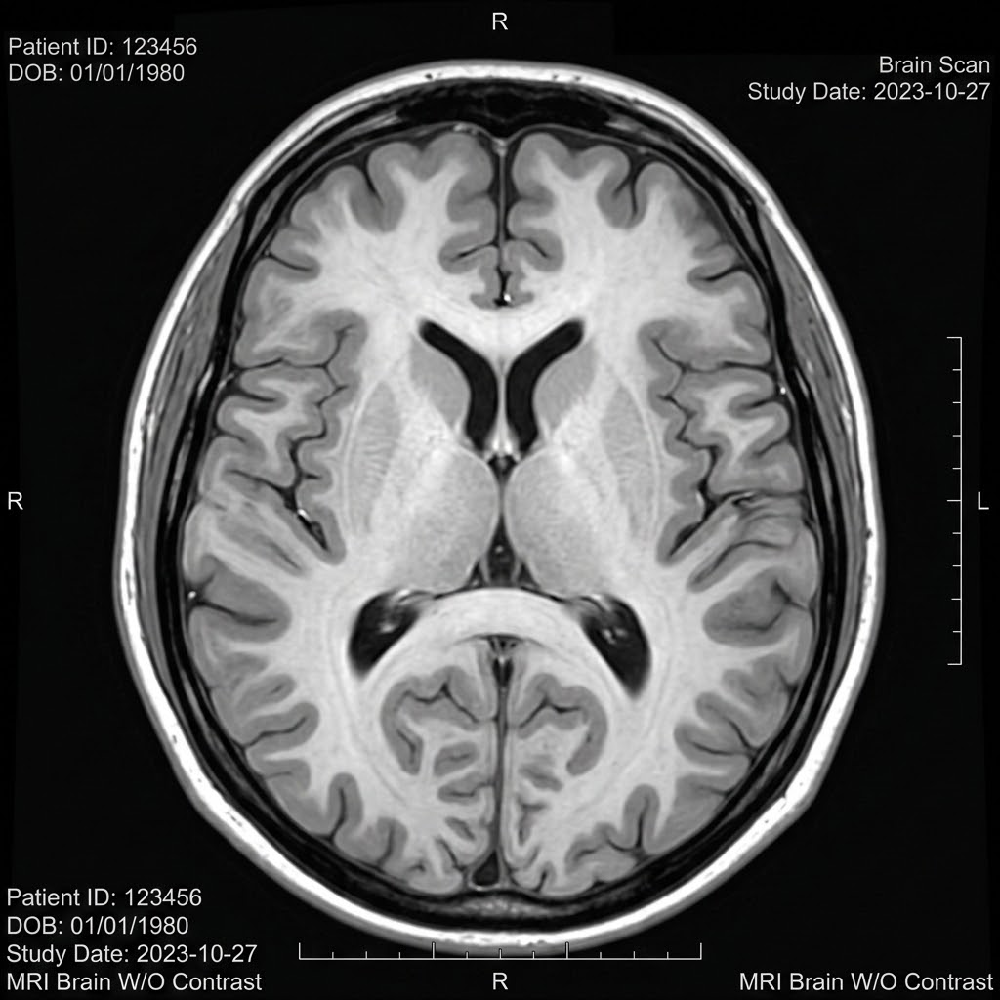 R
Patient ID: 123456
DOB: 01/01/1980
Brain Scan
Study Date: 2023-10-27
R
L
Patient ID: 123456
DOB: 01/01/1980
Study Date: 2023-10-27
MRI Brain W/O Contrast
R
MRI Brain W/O Contrast